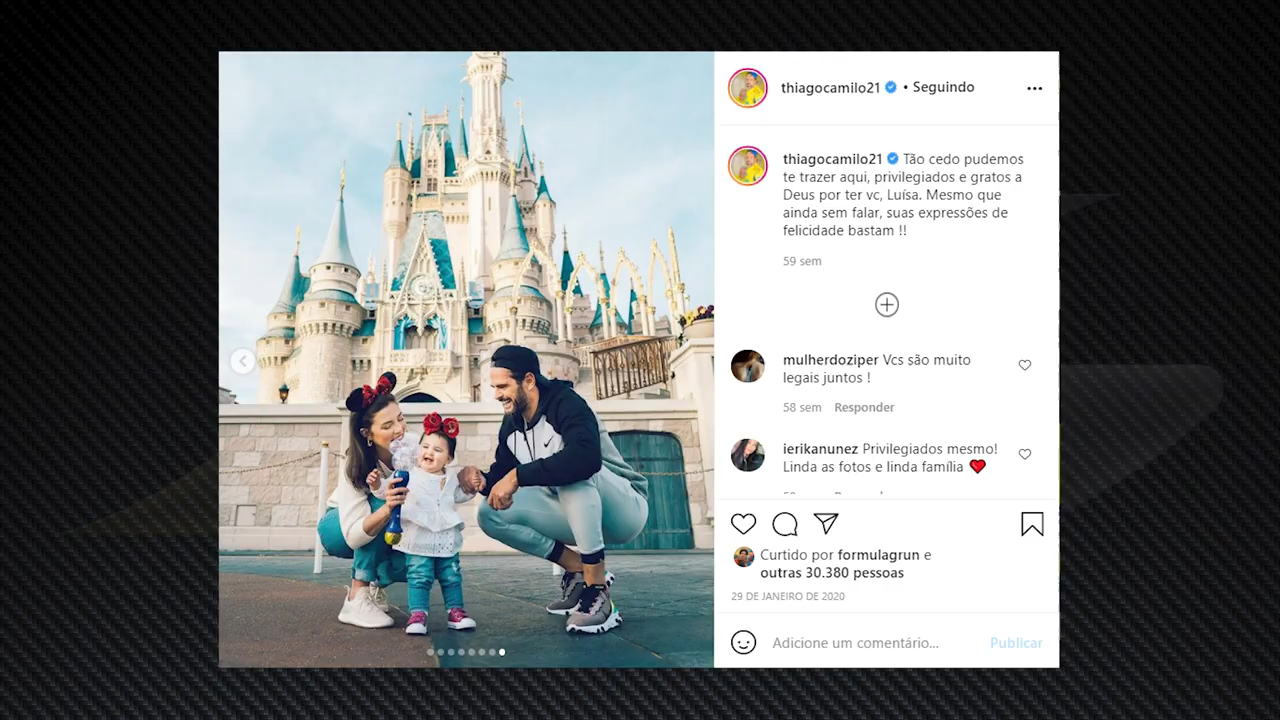 thiagocamilo21 • Seguindo
thiagocamilo21 Tão cedo pudemos
te trazer aqui, privilegiados e gratos a
Deus por ter vc, Luísa. Mesmo que
ainda sem falar, suas expressões de
felicidade bastam !!
59 sem
mulherdoziper Vcs são muito
legais juntos !
58 sem Responder
ierikanunez Privilegiados mesmo!
Linda as fotos e linda família ❤️
Curtido por formulagrun e
outras 30.380 pessoas
29 DE JANEIRO DE 2020
Adicione um comentário... Publicar